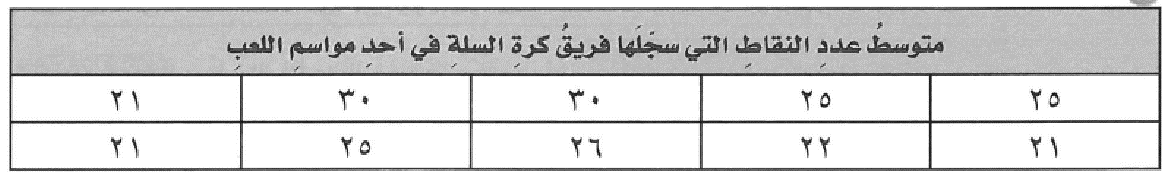 متوسطُ عددِ النقاطِ التي سجّلَها فريقُ كرةِ السلةِ في أحدِ مواسمِ اللعبِ
٢٥ ٢٥ ٣٠ ٣٠ ٢١
٢١ ٢٢ ٢٦ ٢٥ ٢١